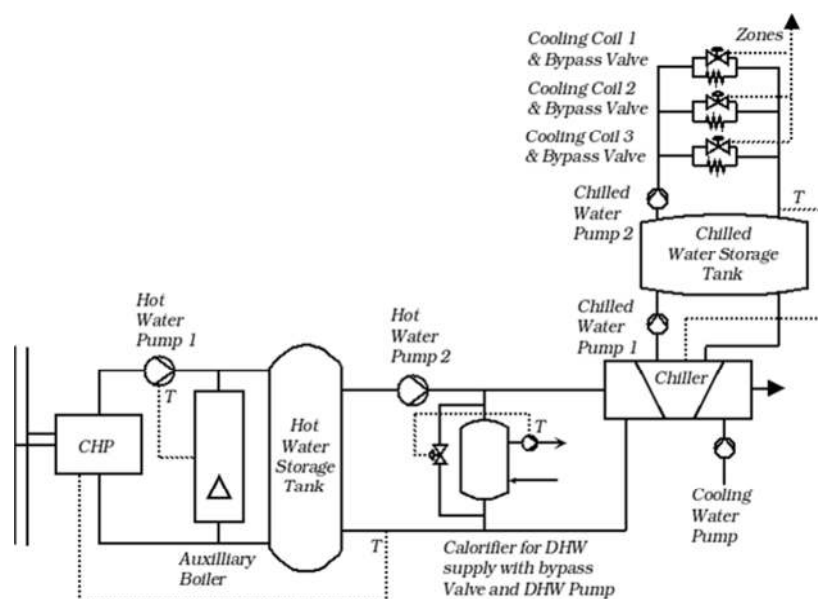 Cooling Coil 1
& Bypass Valve
Zones
Cooling Coil 2
& Bypass Valve
Cooling Coil 3
& Bypass Valve
Chilled
Water
Pump 2
T
Chilled
Water Storage
Tank
Hot
Water
Pump 1
Hot
Water
Pump 2
Chilled
Water
Pump 1
Chiller
T
CHP
Hot
Water
Storage
Tank
T
Cooling
Water
Pump
Auxilliary
Boiler
T
Calorifier for DHW
supply with bypass
Valve and DHW Pump